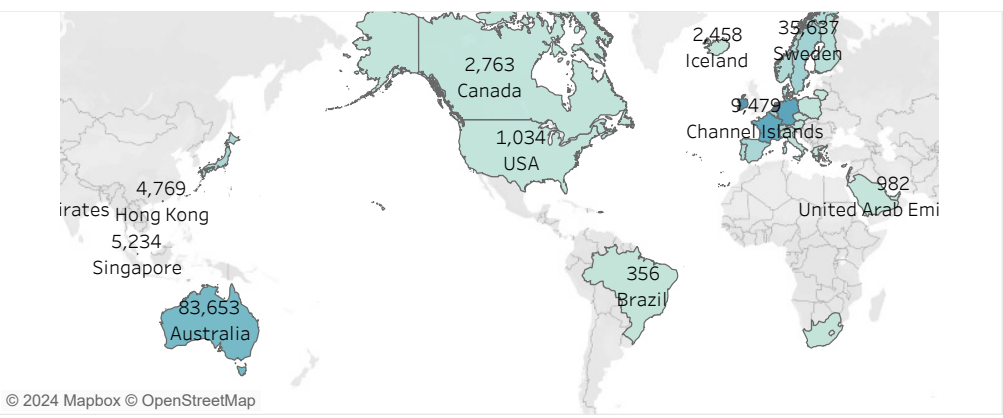 2,458
Iceland
35,637
Sweden
2,763
Canada
9,479
Channel Islands
1,034
USA
4,769
Hong Kong
irates
982
United Arab Emi
5,234
Singapore
356
Brazil
83,653
Australia
© 2024 Mapbox © OpenStreetMap